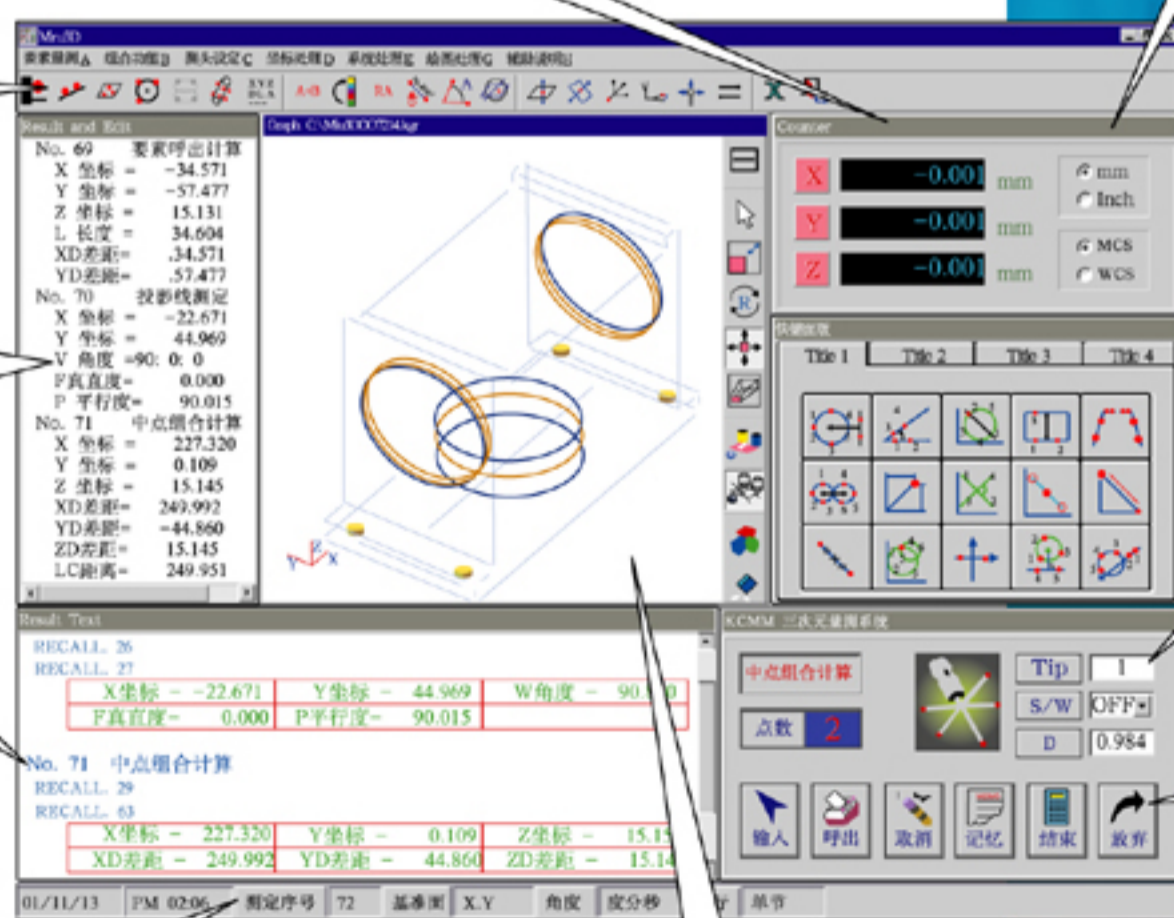 要素量测A 组合功能B 测头设定C 坐标处理D 系统处理E 绘图处理G 辅助说明
Result and Edit
No. 69 要素呼出计算
X 坐标 = -34.571
Y 坐标 = -57.477
Z 坐标 = 15.131
L 长度 = 34.604
XD差距= .34.571
YD差距= .57.477
No. 70 投影线测定
X 坐标 = -22.671
Y 坐标 = 44.969
V 角度 =90: 0: 0
F真直度= 0.000
P 平行度= 90.015
No. 71 中点组合计算
X 坐标 = 227.320
Y 坐标 = 0.109
Z 坐标 = 15.145
XD差距= 249.992
YD差距= -44.860
ZD差距= 15.145
LC距离= 249.951
Z
Y X
Counter
X -0.001 mm
Y -0.001 mm
Z -0.001 mm
mm
Inch
MCS
WCS
Title 1 Title 2 Title 3 Title 4
Result Text
RECALL. 26
RECALL. 27
X坐标 - -22.671 Y坐标 - 44.969 W角度 -
F真直度= 0.000 P平行度- 90.015
No. 71 中点组合计算
RECALL. 29
RECALL. 63
X坐标 - 227.320 Y坐标 - 0.109 Z坐标 -
XD差距 - 249.992 YD差距 - 44.860 ZD差距 -
KCMM 三次元量测系统
中点组合计算
点数 2
Tip 1
S/W OFF
D 0.984
输入 呼出 取消 记忆 结束 放弃
01/11/13 PM 02:06 测定序号 72 基准面 X.Y 角度 度分秒 单节